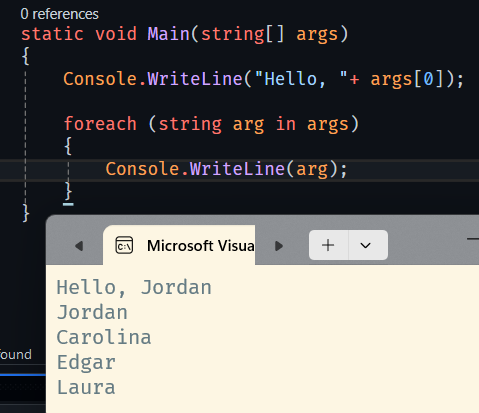 0 references
static void Main(string[] args)
{
Console.WriteLine("Hello, "+ args[0]);
foreach (string arg in args)
{
Console.WriteLine(arg);
}
}
Microsoft Visua
Hello, Jordan
Jordan
Carolina
Edgar
Laura
ound